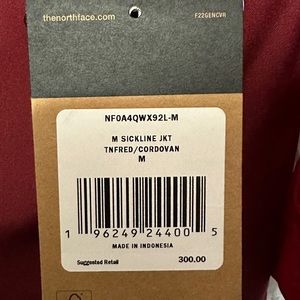 thenorthface.com F22GENCVR
NF0A4QWX92L-M
M SICKLINE JKT
TNFRED/CORDOVAN
M
1 96249 24400 5
MADE IN INDONESIA
Suggested Retail 300.00